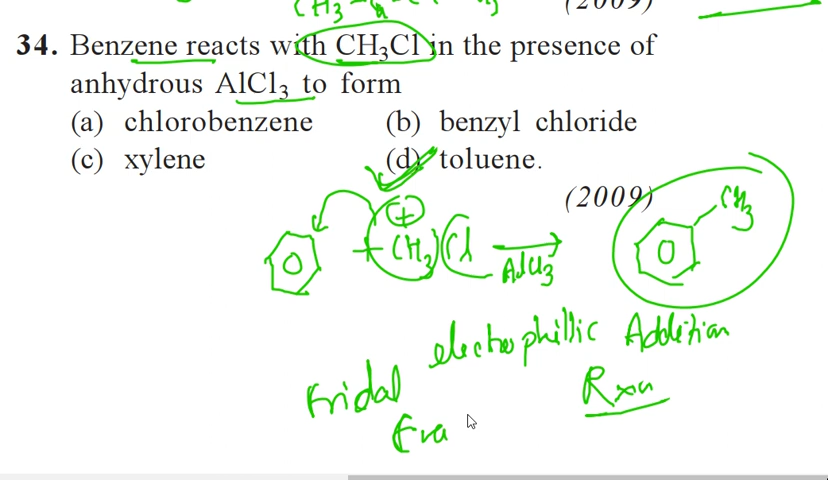 (2009)
34. Benzene reacts with CH₃Cl in the presence of
anhydrous AlCl₃ to form
(a) chlorobenzene (b) benzyl chloride
(c) xylene (d) toluene.
(2009)
+ CH₃ Cl AlCl₃ CH₃
+
electrophillic Addition
Rxn
Fridal